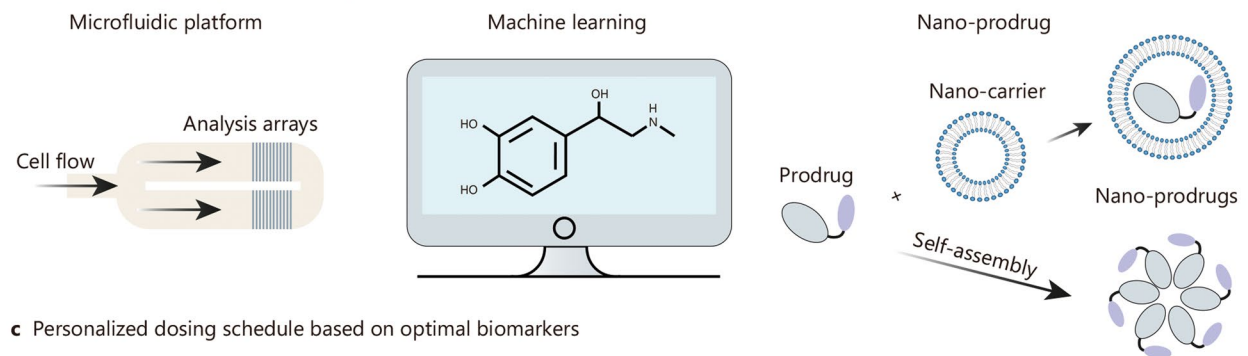 Microfluidic platform
Machine learning
Nano-prodrug
Nano-carrier
Analysis arrays
Cell flow
OH
HO
H
N
HO
Prodrug
+
Nano-prodrugs
Self-assembly
c Personalized dosing schedule based on optimal biomarkers